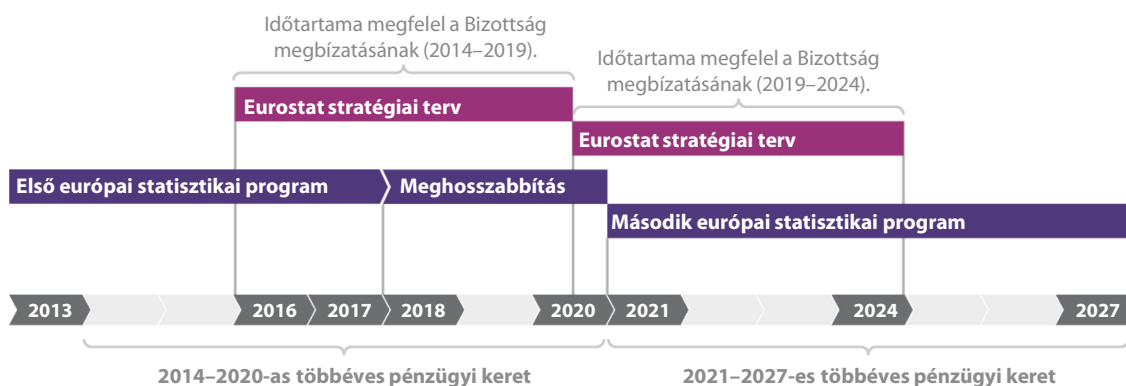 Időtartama megfelel a Bizottság
megbízatásának (2014–2019).
Időtartama megfelel a Bizottság
megbízatásának (2019–2024).
Eurostat stratégiai terv
Eurostat stratégiai terv
Első európai statisztikai program
Meghosszabbítás
Második európai statisztikai program
2013 2016 2017 2018 2020 2021 2024 2027
2014–2020-as többéves pénzügyi keret
2021–2027-es többéves pénzügyi keret